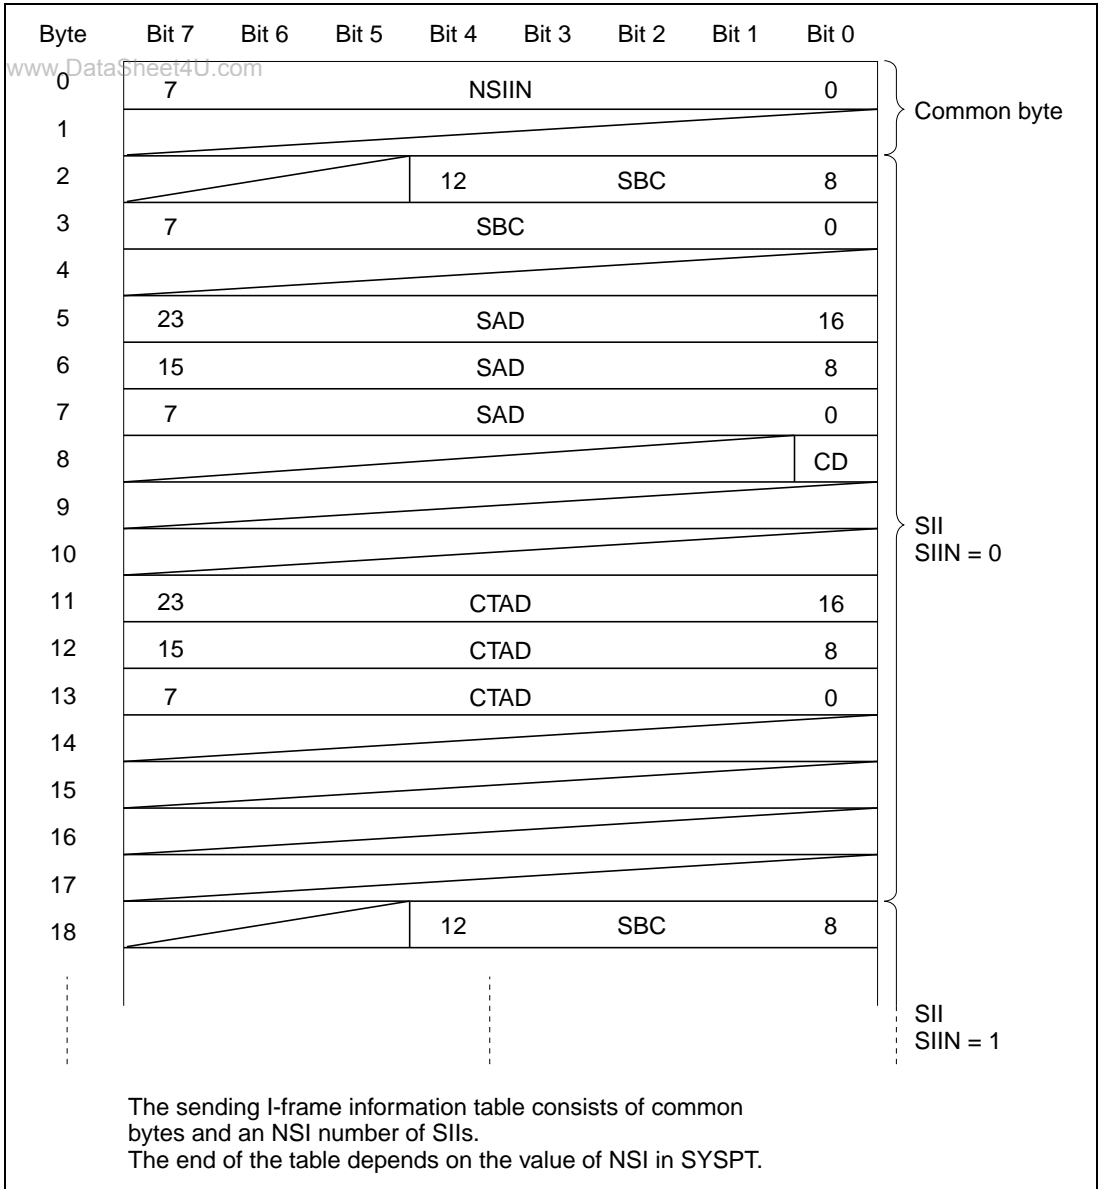 Byte Bit 7 Bit 6 Bit 5 Bit 4 Bit 3 Bit 2 Bit 1 Bit 0
www.DataSheet4U.com
0 7 NSIIN 0
Common byte
1
2 12 SBC 8
3 7 SBC 0
4
5 23 SAD 16
6 15 SAD 8
7 7 SAD 0
8 CD
9
SII
10
SIIN = 0
11 23 CTAD 16
12 15 CTAD 8
13 7 CTAD 0
14
15
16
17
18 12 SBC 8
SII
SIIN = 1
The sending I-frame information table consists of common
bytes and an NSI number of SIIs.
The end of the table depends on the value of NSI in SYSPT.